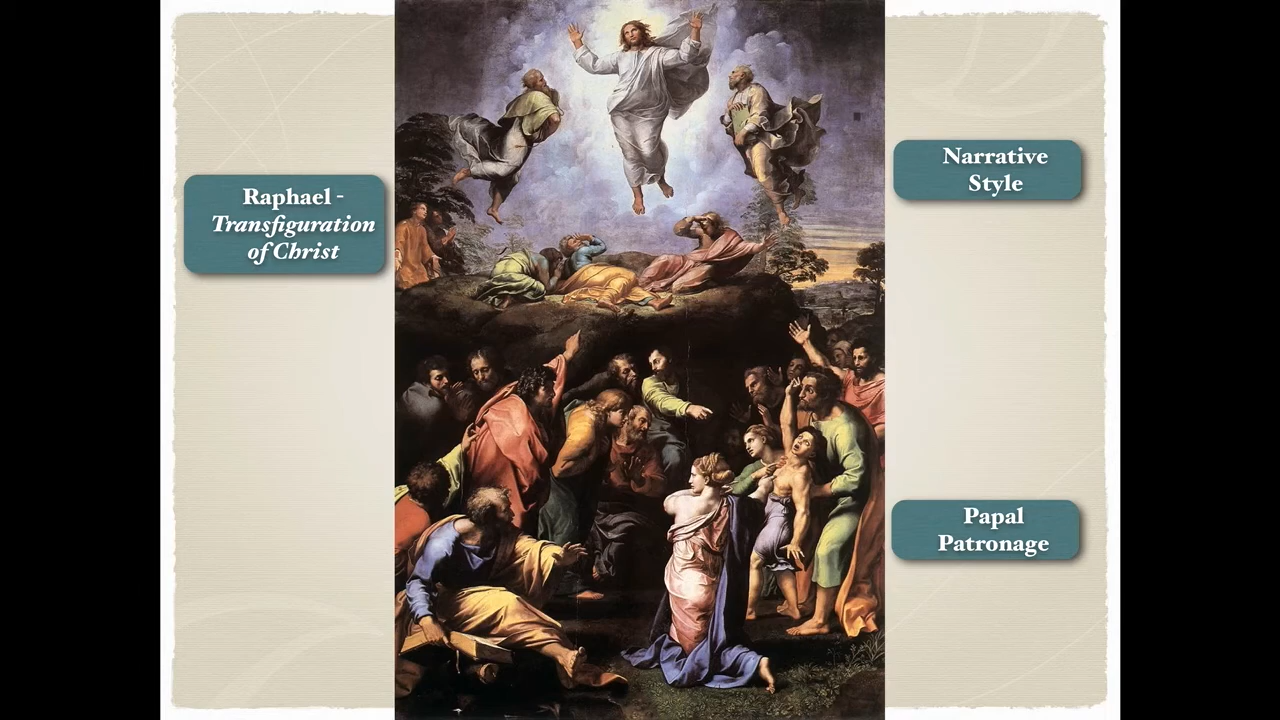 Raphael -
Transfiguration
of Christ
Narrative
Style
Papal
Patronage